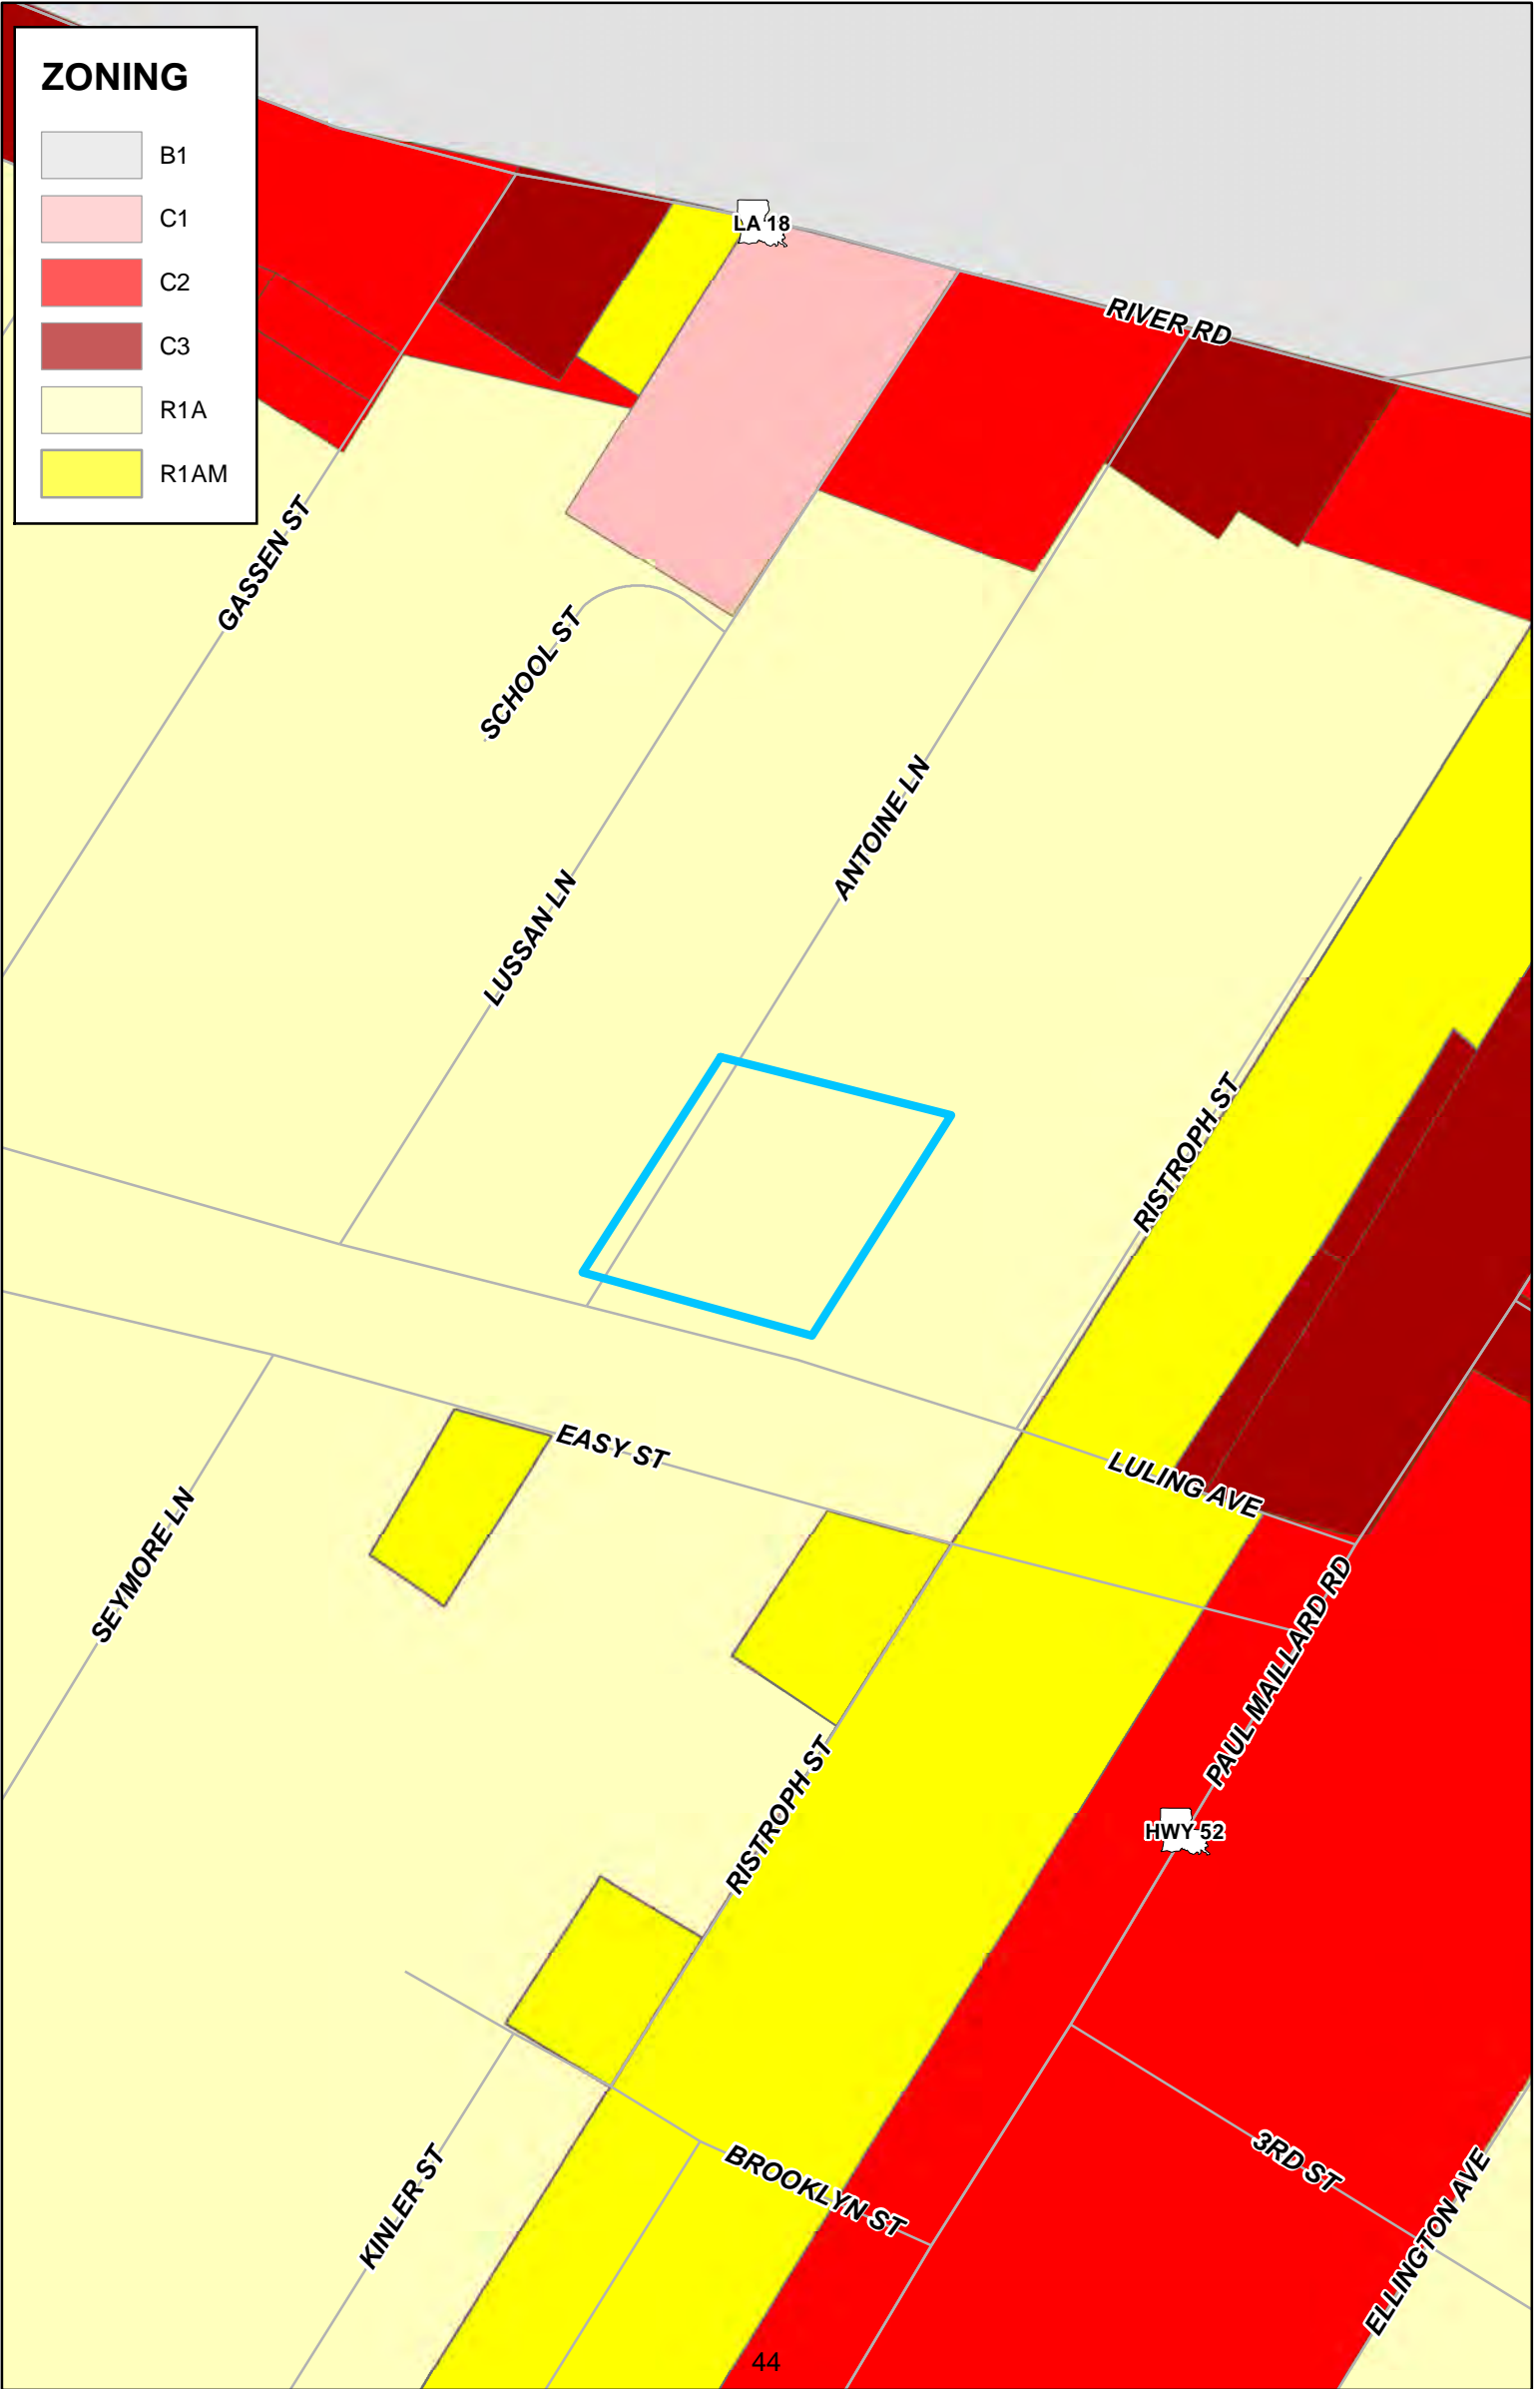 ZONING
B1
C1
C2
C3
R1A
R1AM
LA 18
RIVER RD
GASSEN ST
SCHOOL ST
ANTOINE LN
LUSSAN LN
RISTROPH ST
EASY ST
LULING AVE
SEYMORE LN
PAUL MAILLARD RD
RISTROPH ST
HWY 52
BROOKLYN ST
3RD ST
KINLER ST
ELLINGTON AVE
44